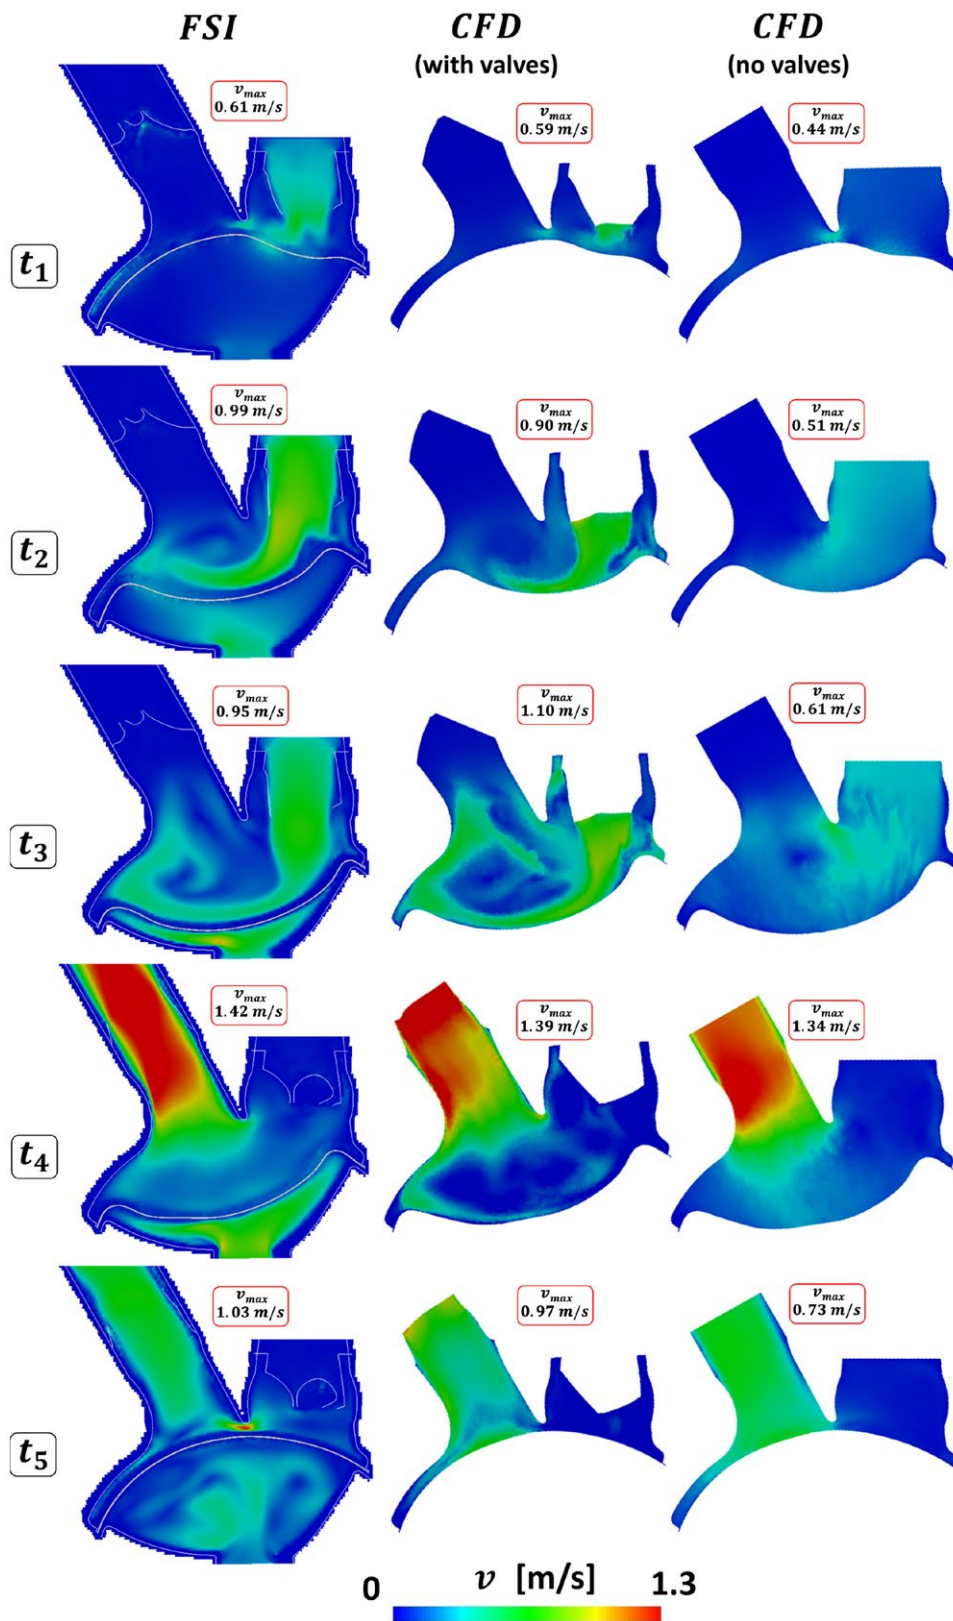 FSI
CFD
(with valves)
CFD
(no valves)
v_max
0.61 m/s
v_max
0.59 m/s
v_max
0.44 m/s
t_1
v_max
0.99 m/s
v_max
0.90 m/s
v_max
0.51 m/s
t_2
v_max
0.95 m/s
v_max
1.10 m/s
v_max
0.61 m/s
t_3
v_max
1.42 m/s
v_max
1.39 m/s
v_max
1.34 m/s
t_4
v_max
1.03 m/s
v_max
0.97 m/s
v_max
0.73 m/s
t_5
0 v [m/s] 1.3